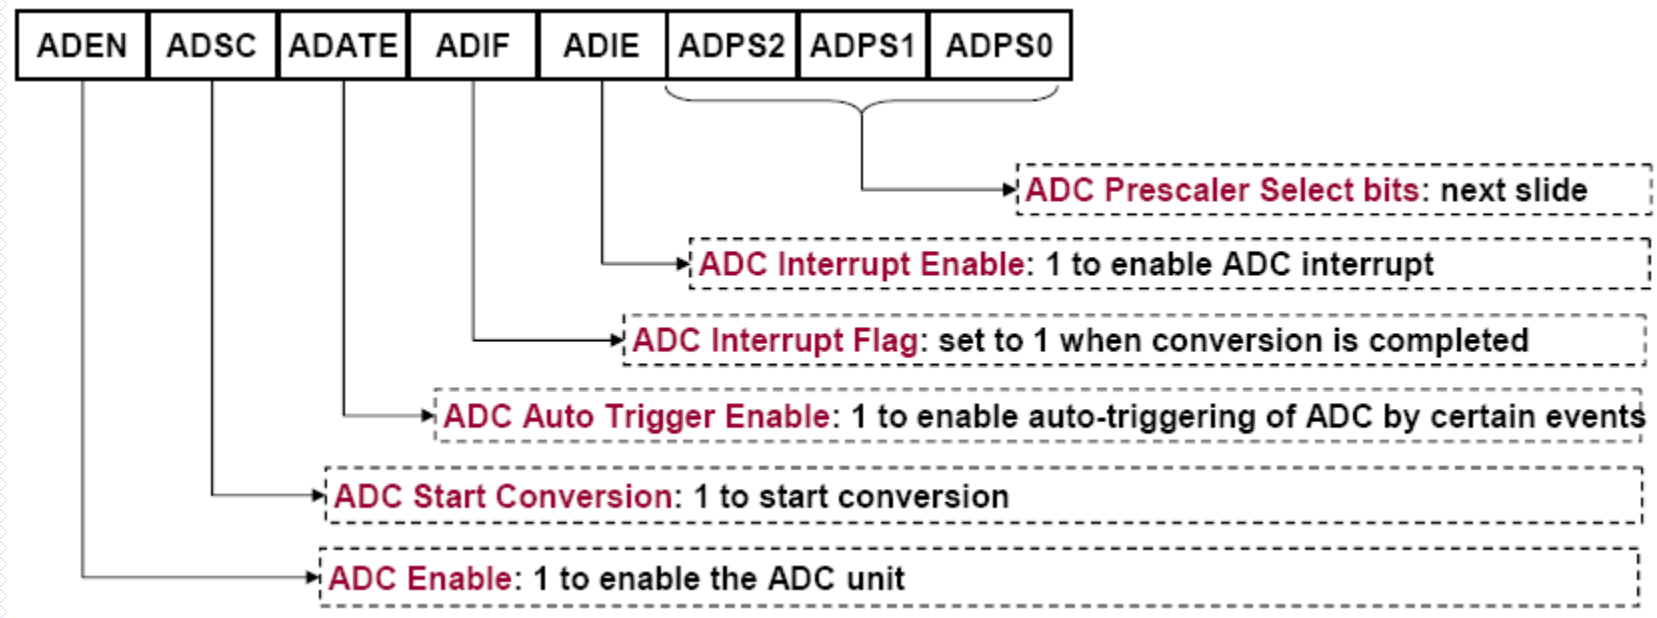 ADEN ADSC ADATE ADIF ADIE ADPS2 ADPS1 ADPS0
ADC Prescaler Select bits: next slide
ADC Interrupt Enable: 1 to enable ADC interrupt
ADC Interrupt Flag: set to 1 when conversion is completed
ADC Auto Trigger Enable: 1 to enable auto-triggering of ADC by certain events
ADC Start Conversion: 1 to start conversion
ADC Enable: 1 to enable the ADC unit